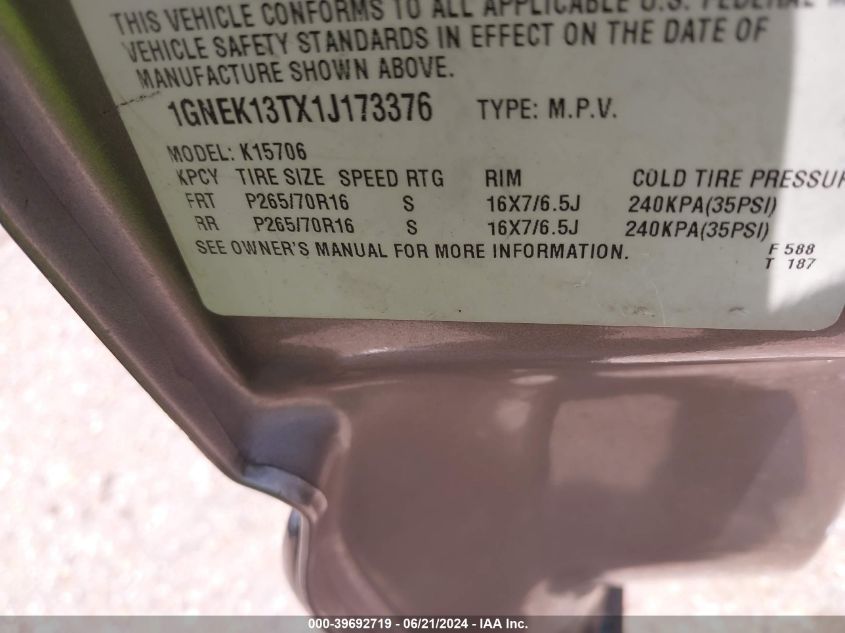 THIS VEHICLE CONFORMS TO ALL APPLICABLE U.S. FEDERAL
VEHICLE SAFETY STANDARDS IN EFFECT ON THE DATE OF
MANUFACTURE SHOWN ABOVE.
1GNEK13TX1J173376 TYPE: M.P.V.
MODEL: K15706
KPCY TIRE SIZE SPEED RTG RIM COLD TIRE PRESSUR
FRT P265/70R16 S 16X7/6.5J 240KPA(35PSI)
RR P265/70R16 S 16X7/6.5J 240KPA(35PSI)
SEE OWNER'S MANUAL FOR MORE INFORMATION.
F 588
T 187
000-39692719 - 06/21/2024 - IAA Inc.